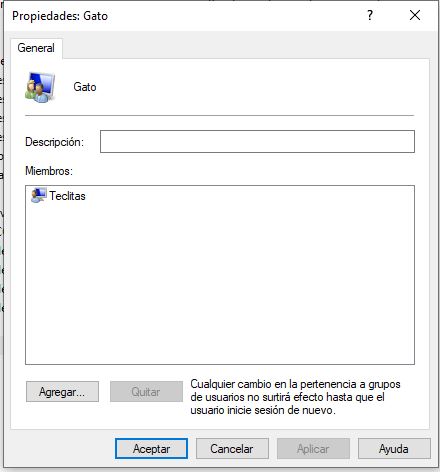 Propiedades: Gato
General
Gato
Descripción:
Miembros:
Teclitas
Agregar...
Quitar
Cualquier cambio en la pertenencia a grupos
de usuarios no surtirá efecto hasta que el
usuario inicie sesión de nuevo.
Aceptar
Cancelar
Aplicar
Ayuda